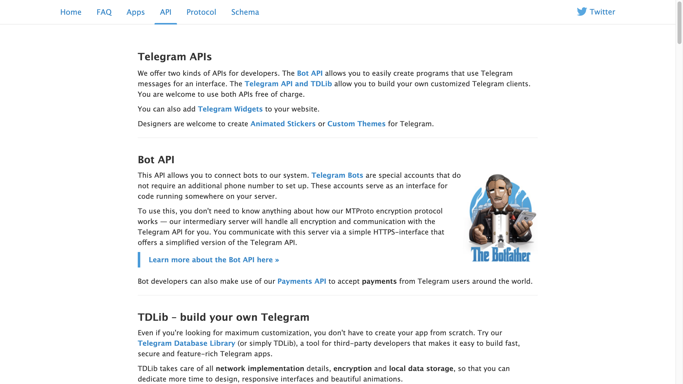 Home FAQ Apps API Protocol Schema Twitter
Telegram APIs
We offer two kinds of APIs for developers. The Bot API allows you to easily create programs that use Telegram
messages for an interface. The Telegram API and TDLib allow you to build your own customized Telegram clients.
You are welcome to use both APIs free of charge.
You can also add Telegram Widgets to your website.
Designers are welcome to create Animated Stickers or Custom Themes for Telegram.
Bot API
This API allows you to connect bots to our system. Telegram Bots are special accounts that do
not require an additional phone number to set up. These accounts serve as an interface for
code running somewhere on your server.
To use this, you don't need to know anything about how our MTProto encryption protocol
works — our intermediary server will handle all encryption and communication with the
Telegram API for you. You communicate with this server via a simple HTTPS-interface that
offers a simplified version of the Telegram API.
The Botfather
Learn more about the Bot API here »
Bot developers can also make use of our Payments API to accept payments from Telegram users around the world.
TDLib – build your own Telegram
Even if you're looking for maximum customization, you don't have to create your app from scratch. Try our
Telegram Database Library (or simply TDLib), a tool for third-party developers that makes it easy to build fast,
secure and feature-rich Telegram apps.
TDLib takes care of all network implementation details, encryption and local data storage, so that you can
dedicate more time to design, responsive interfaces and beautiful animations.